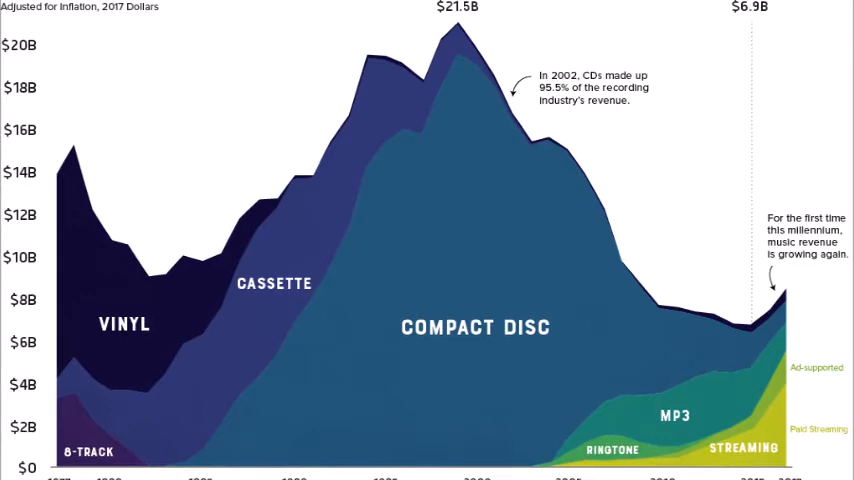 Adjusted for Inflation, 2017 Dollars
$21.5B
$6.9B
$20B
$18B
$16B
$14B
$12B
$10B
$8B
$6B
$4B
$2B
$0
In 2002, CDs made up
95.5% of the recording
industry's revenue.
For the first time
this millennium,
music revenue
is growing again.
VINYL
CASSETTE
COMPACT DISC
8-TRACK
MP3
RINGTONE
STREAMING
Ad-supported
Paid Streaming